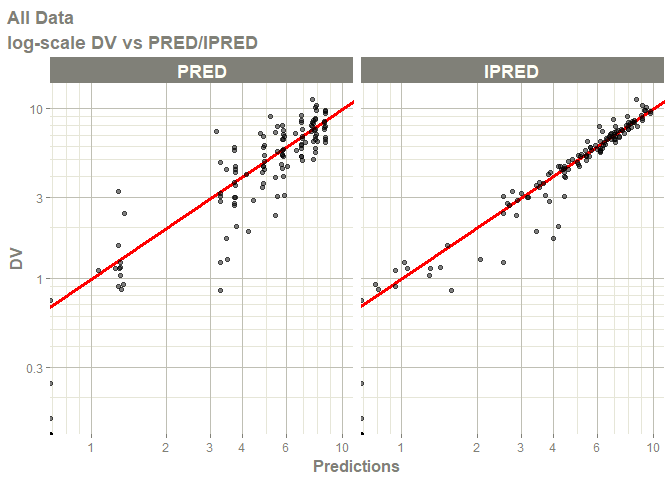 All Data
log-scale DV vs PRED/IPRED
PRED IPRED
10
3
1
0.3
DV
1 2 3 4 6 10 1 2 3 4 6 10
Predictions